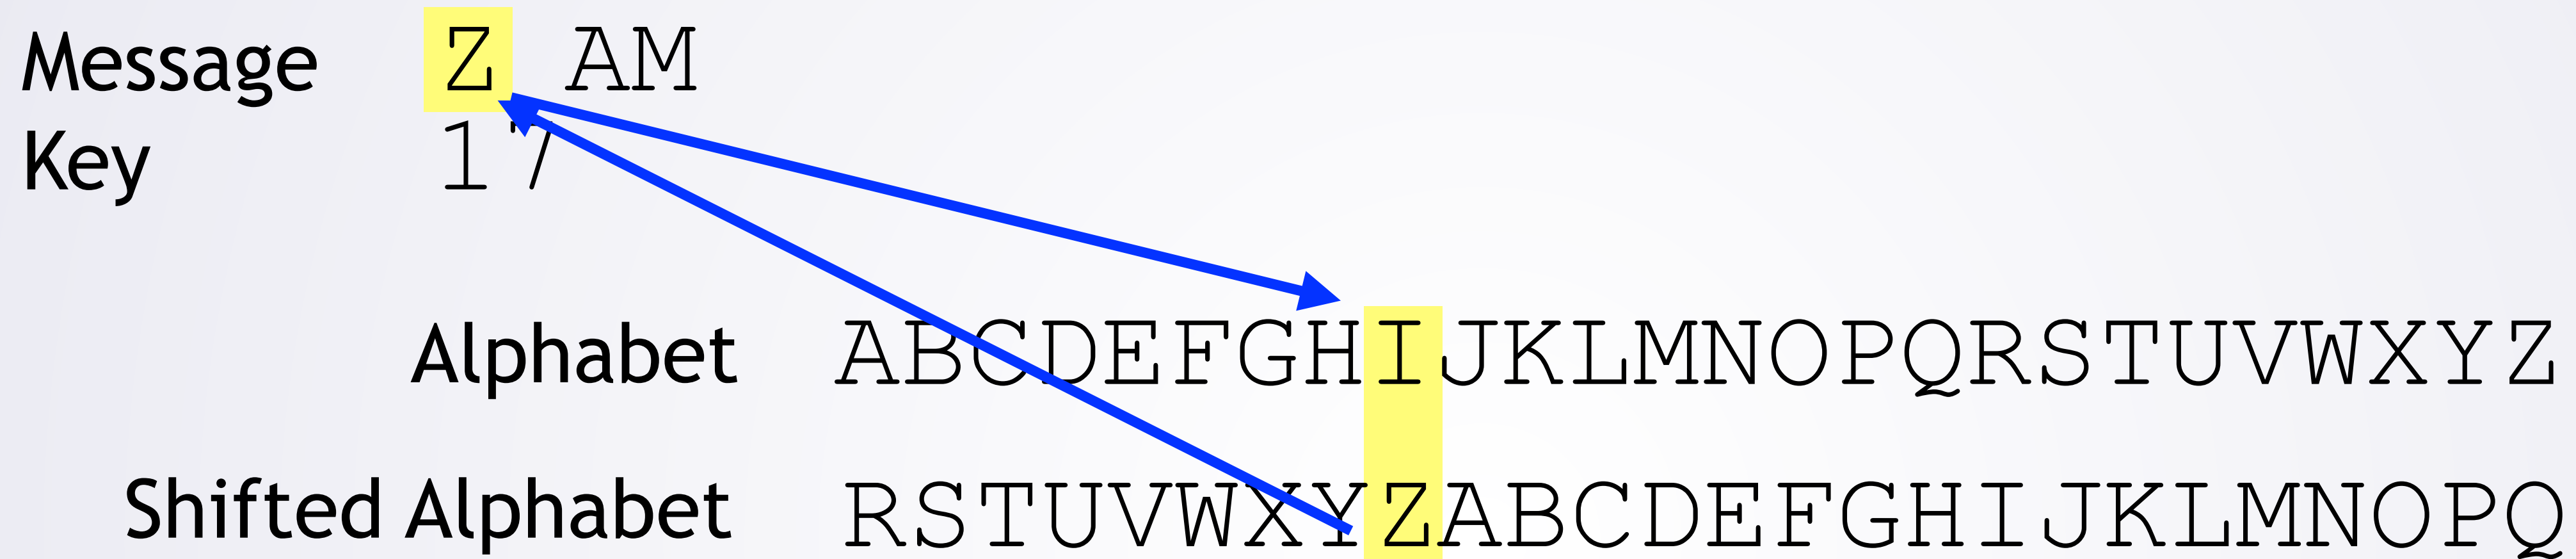 Message Z AM
Key 17
Alphabet ABCDEFGHIJKLMNOPQRSTUVWXYZ
Shifted Alphabet RSTUVWXYZABCDEFGHIJKLMNOPQ